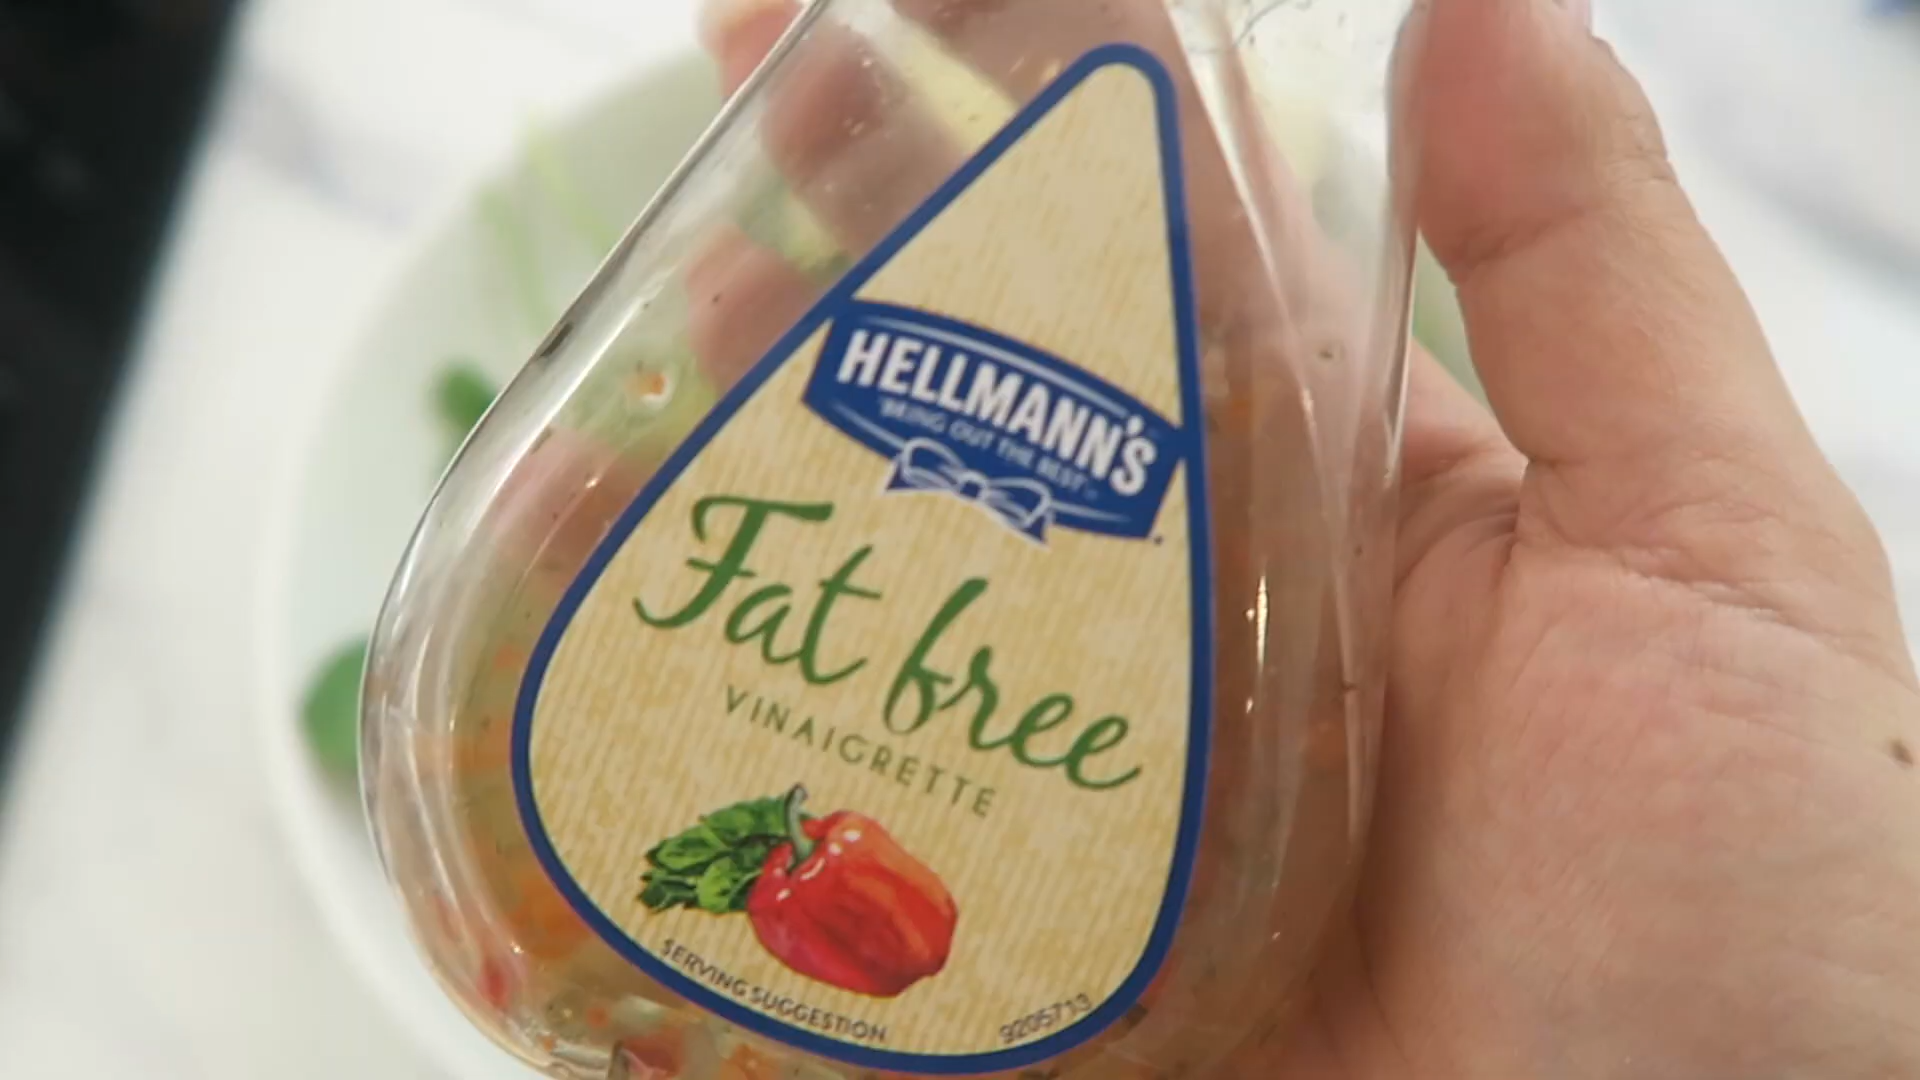 HELLMANN'S
"BRING OUT THE BEST"
Fat free
VINAIGRETTE
SERVING SUGGESTION
9205713